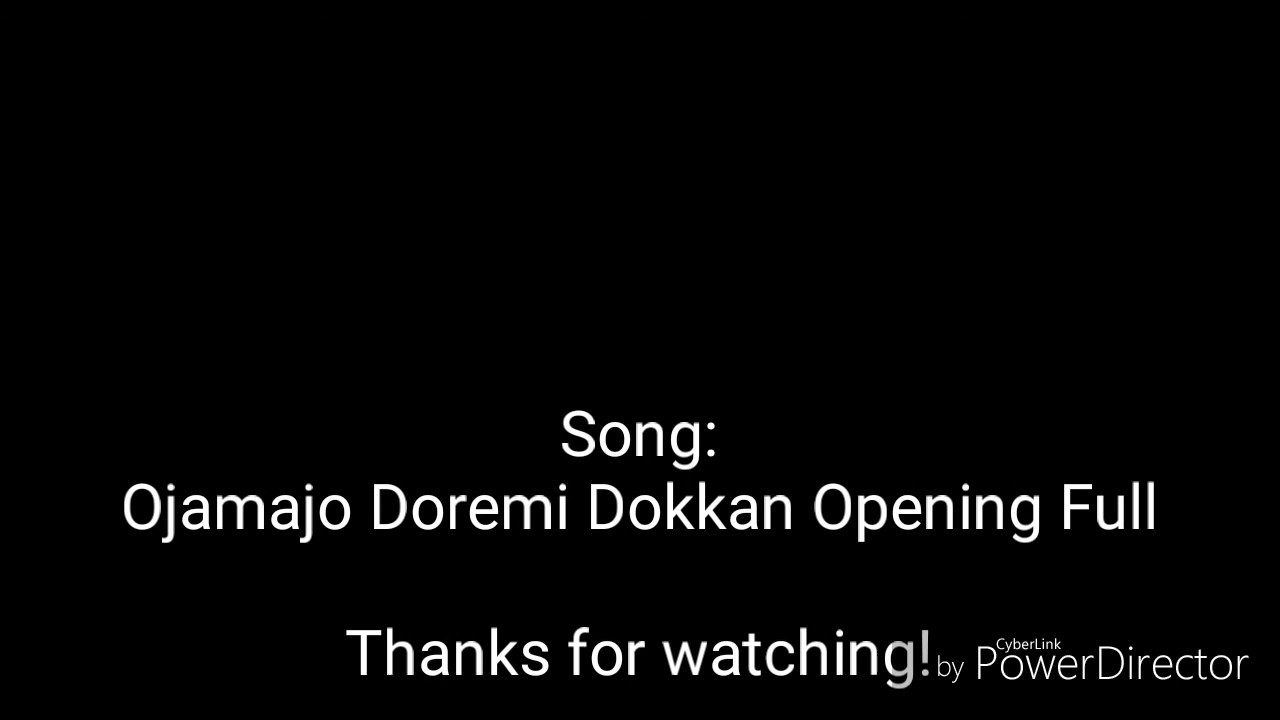 Song:
Ojamajo Doremi Dokkan Opening Full
Thanks for watching!
by CyberLink PowerDirector